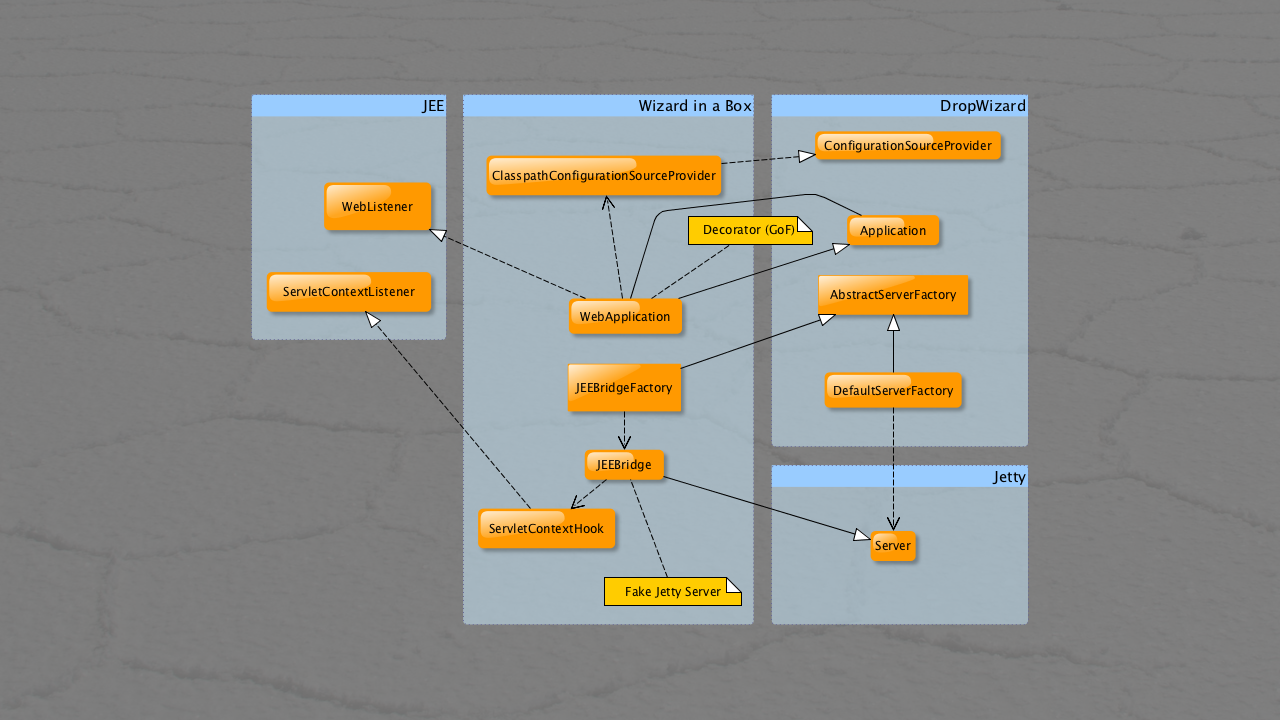 JEE
WebListener
ServletContextListener
Wizard in a Box
ClasspathConfigurationSourceProvider
Decorator (GoF)
WebApplication
JEEBridgeFactory
JEEBridge
ServletContextHook
Fake Jetty Server
DropWizard
ConfigurationSourceProvider
Application
AbstractServerFactory
DefaultServerFactory
Jetty
Server